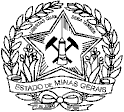 ESTADO DE MINAS GERAIS